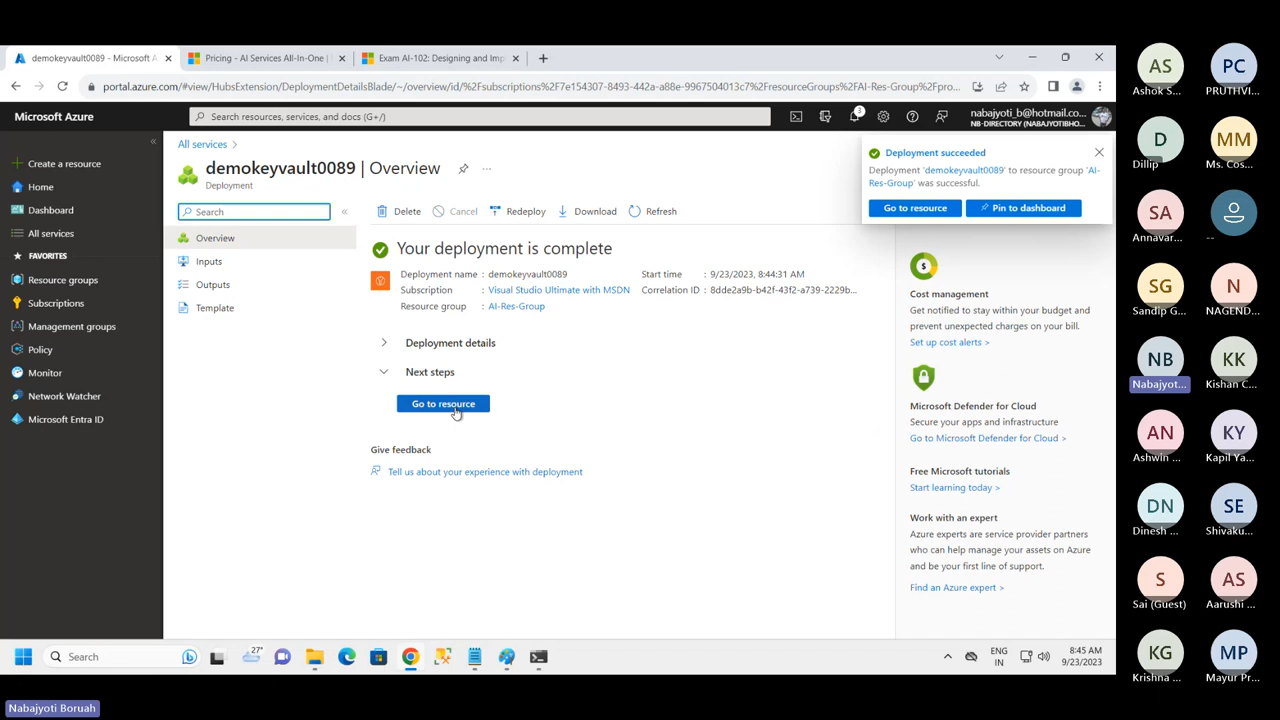 demokeyvault0089 - Microsoft A
Pricing - AI Services All-In-One |
Exam AI-102: Designing and Imp
portal.azure.com/#view/HubsExtension/DeploymentDetailsBlade/~/overview/id/%2Fsubscriptions%2F7e154307-8493-442a-a88e-9967504013c7%2FresourceGroups%2FAI-Res-Group%2Fpro...
Microsoft Azure
Search resources, services, and docs (G+/)
3
nabajyoti_b@hotmail.co...
NB-DIRECTORY (NABAJYOTIBHO...
Create a resource
Home
Dashboard
All services
FAVORITES
Resource groups
Subscriptions
Management groups
Policy
Monitor
Network Watcher
Microsoft Entra ID
All services >
demokeyvault0089 | Overview
Deployment
Search
Overview
Inputs
Outputs
Template
Delete
Cancel
Redeploy
Download
Refresh
Your deployment is complete
Deployment name : demokeyvault0089
Subscription : Visual Studio Ultimate with MSDN
Resource group : AI-Res-Group
Start time : 9/23/2023, 8:44:31 AM
Correlation ID : 8dde2a9b-b42f-43f2-a739-2229b...
Deployment details
Next steps
Go to resource
Give feedback
Tell us about your experience with deployment
Deployment succeeded
Deployment 'demokeyvault0089' to resource group 'AI-
Res-Group' was successful.
Go to resource
Pin to dashboard
Cost management
Get notified to stay within your budget and
prevent unexpected charges on your bill.
Set up cost alerts >
Microsoft Defender for Cloud
Secure your apps and infrastructure
Go to Microsoft Defender for Cloud >
Free Microsoft tutorials
Start learning today >
Work with an expert
Azure experts are service provider partners
who can help manage your assets on Azure
and be your first line of support.
Find an Azure expert >
Search
27°
ENG
IN
8:45 AM
9/23/2023
AS
Ashok S...
PC
PRUTHVI...
D
Dillip
MM
Ms. Cos...
SA
Annavar...
--
SG
Sandip G...
N
NAGEND...
NB
Nabajyot...
KK
Kishan C...
AN
Ashwin ...
KY
Kapil Ya...
DN
Dinesh ...
SE
Shivaku...
S
Sai (Guest)
AS
Aarushi ...
KG
Krishna ...
MP
Mayur Pr...
Nabajyoti Boruah